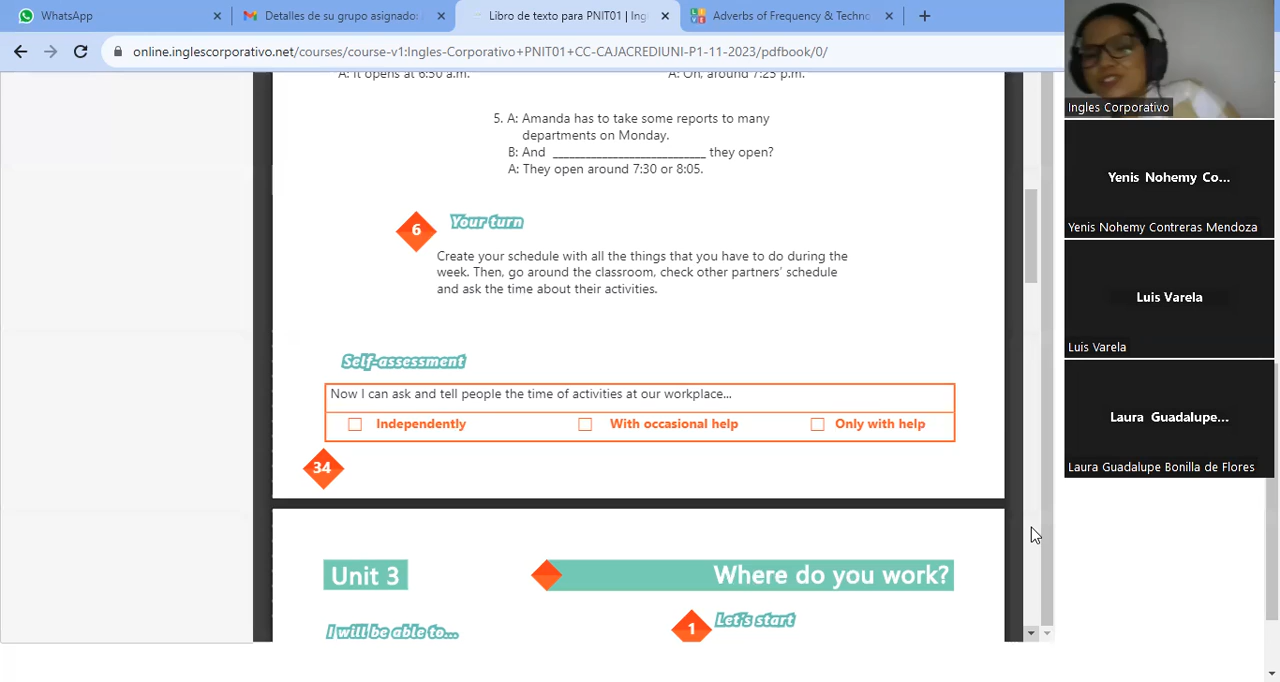 WhatsApp
Detalles de su grupo asignado:
Libro de texto para PNIT01 | Ing
Adverbs of Frequency & Techno
online.inglescorporativo.net/courses/course-v1:Ingles-Corporativo+PNIT01+CC-CAJACREDIUNI-P1-11-2023/pdfbook/0/
A: It opens at 6:50 a.m.
A: Oh, around 7:25 p.m.
5. A: Amanda has to take some reports to many
departments on Monday.
B: And __________________________ they open?
A: They open around 7:30 or 8:05.
6
Your turn
Create your schedule with all the things that you have to do during the
week. Then, go around the classroom, check other partners' schedule
and ask the time about their activities.
Self-assessment
Now I can ask and tell people the time of activities at our workplace...
Independently
With occasional help
Only with help
34
Unit 3
Where do you work?
I will be able to...
1
Let's start
Ingles Corporativo
Yenis Nohemy Co...
Yenis Nohemy Contreras Mendoza
Luis Varela
Luis Varela
Laura Guadalupe...
Laura Guadalupe Bonilla de Flores